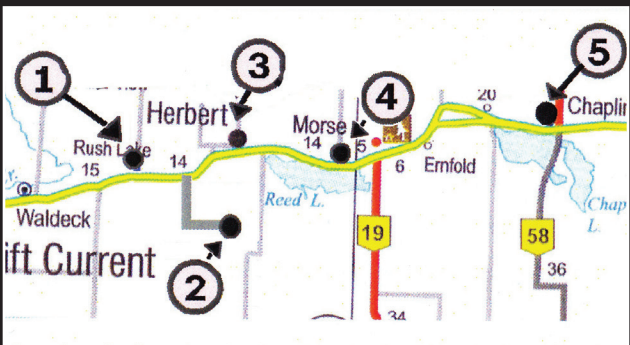 1
3
5
4
20
Chaplin
Herbert
Morse
Rush Lake
15
14
14
5
6
6
Ernfold
Reed L.
Waldeck
19
58
Chap
L.
ift Current
36
2
34